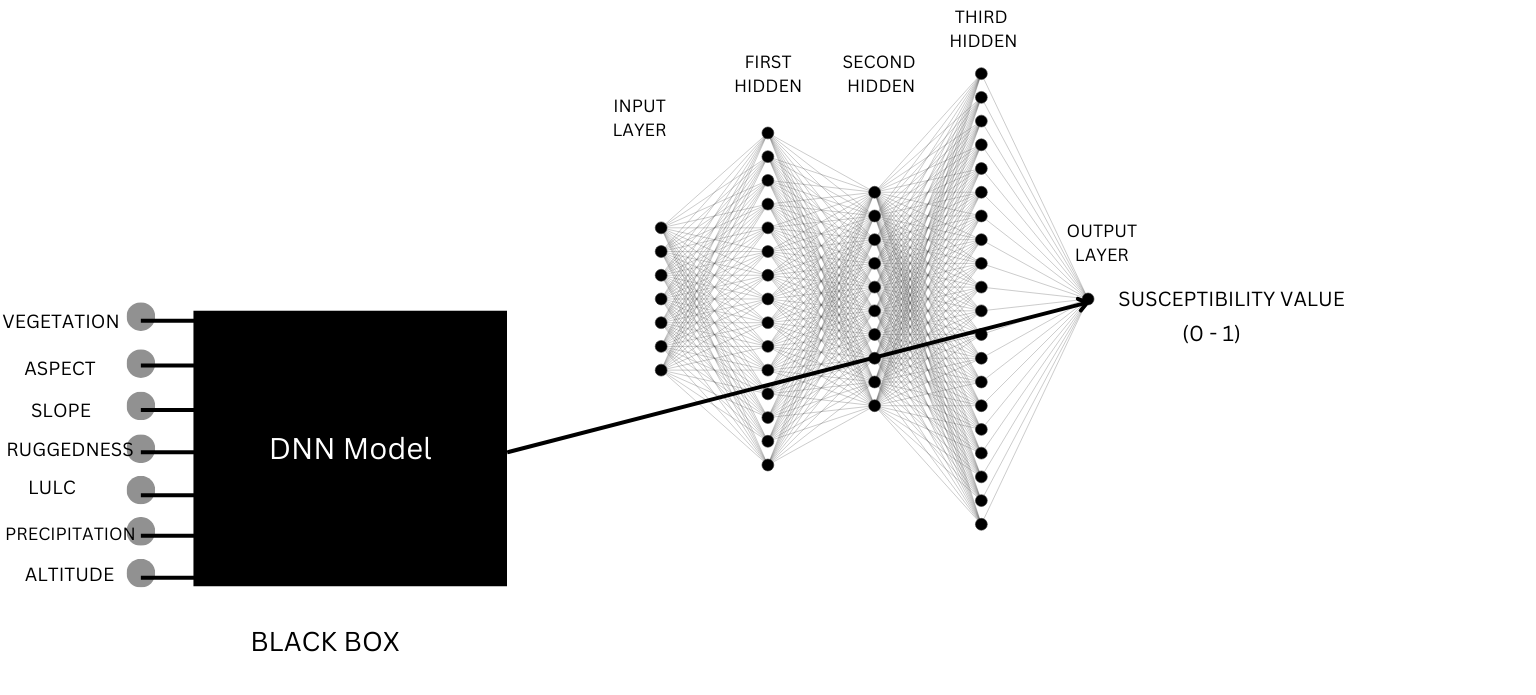 THIRD
HIDDEN
FIRST
HIDDEN
SECOND
HIDDEN
INPUT
LAYER
OUTPUT
LAYER
SUSCEPTIBILITY VALUE
(0 - 1)
VEGETATION
ASPECT
SLOPE
RUGGEDNESS
LULC
PRECIPITATION
ALTITUDE
DNN Model
BLACK BOX